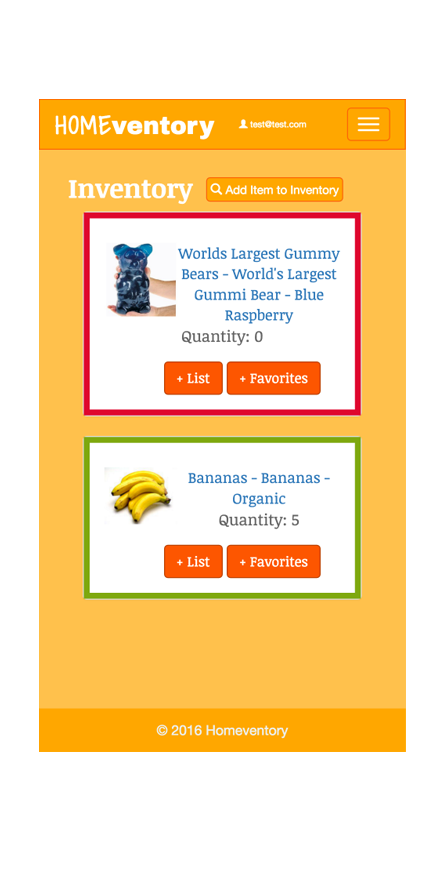 HOMEventory
test@test.com
Inventory
Add Item to Inventory
Worlds Largest Gummy
Bears - World's Largest
Gummi Bear - Blue
Raspberry
Quantity: 0
+ List
+ Favorites
Bananas - Bananas -
Organic
Quantity: 5
+ List
+ Favorites
© 2016 Homeventory